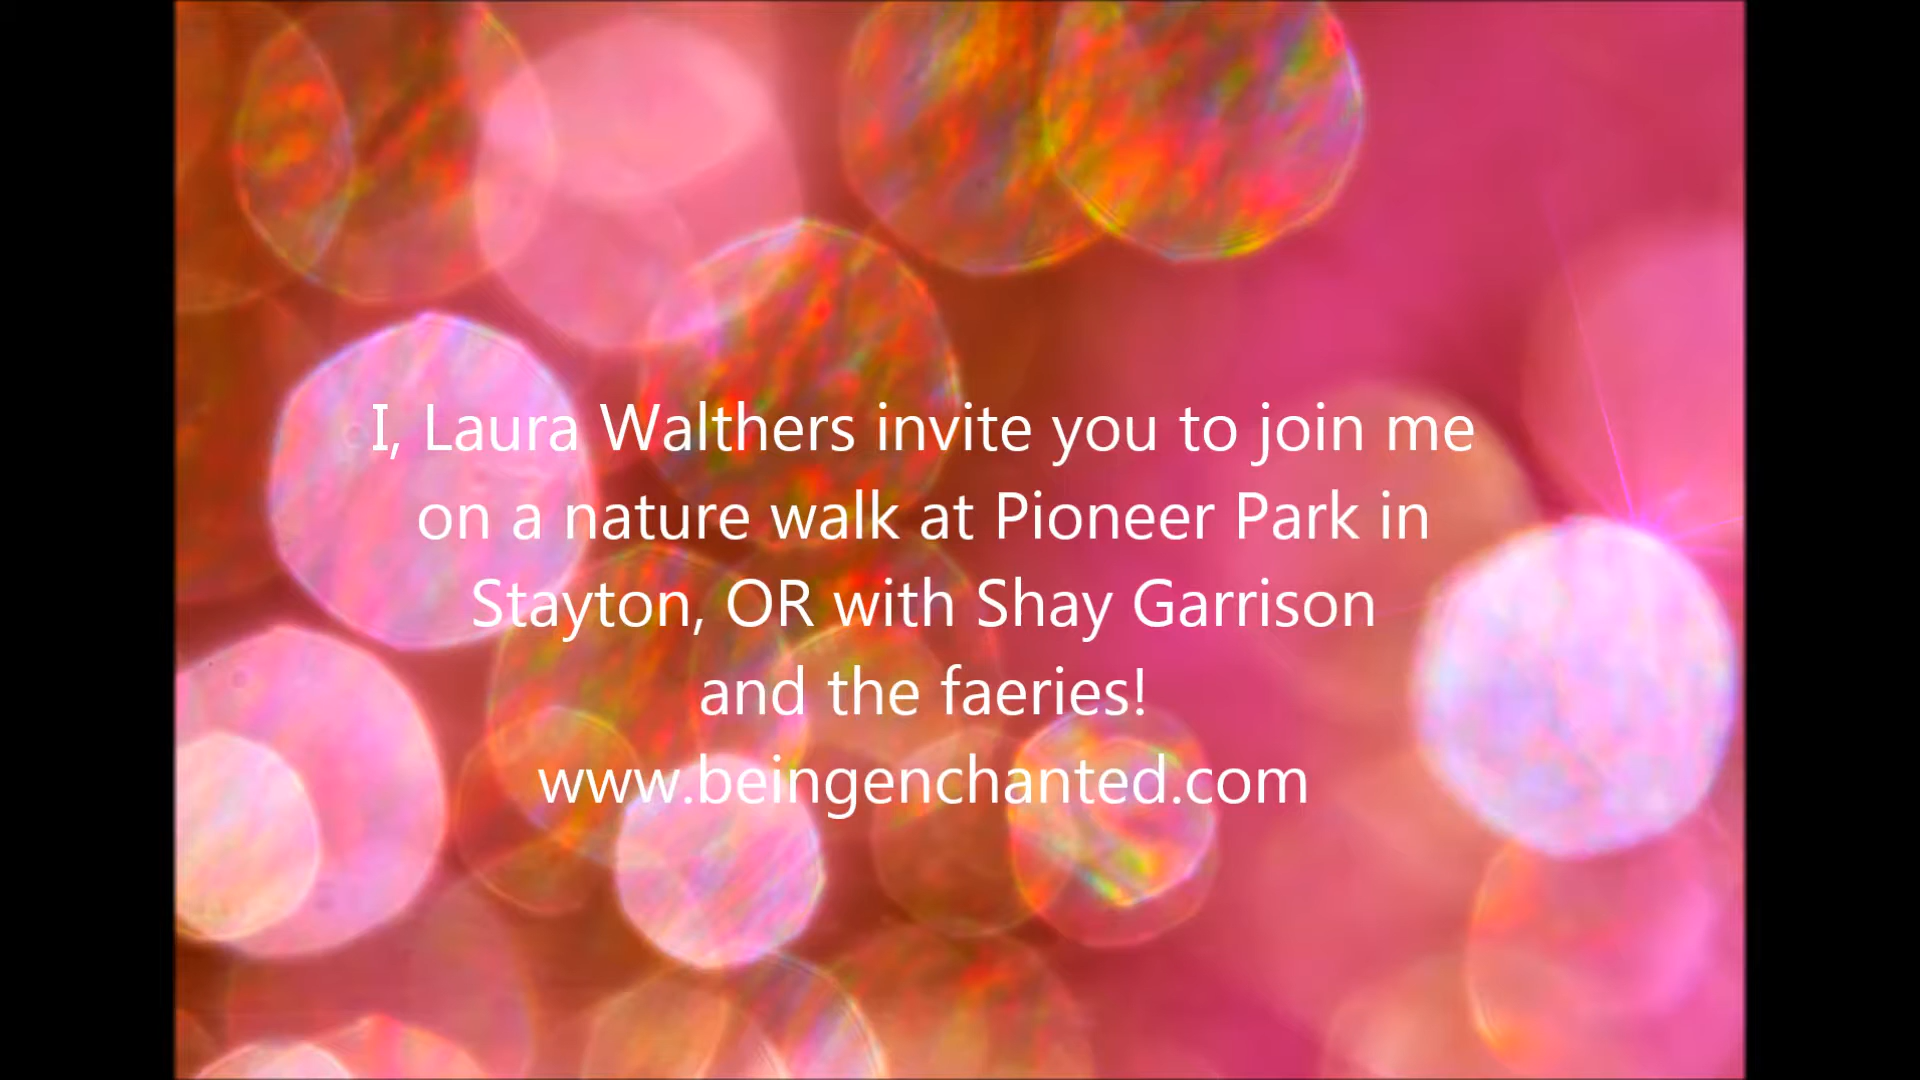 I, Laura Walthers invite you to join me
on a nature walk at Pioneer Park in
Stayton, OR with Shay Garrison
and the faeries!
www.beingenchanted.com